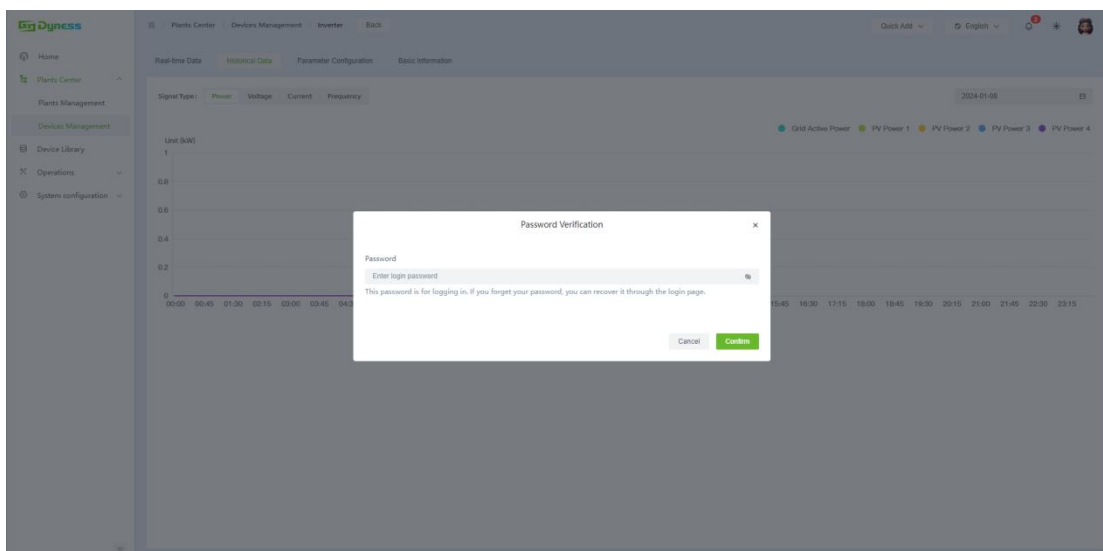 Dyness
Plants Center / Devices Management / Inverter Back
Quick Add English 2
Home
Plants Center
Plants Management
Devices Management
Device Library
Operations
System configuration
Real-time Data Historical Data Parameter Configuration Basic Information
Signal Type: Power Voltage Current Frequency 2024-01-08
Grid Active Power PV Power 1 PV Power 2 PV Power 3 PV Power 4
Unit (kW)
1
0.8
0.6
0.4
0.2
0
00:00 00:45 01:30 02:15 03:00 03:45 15:45 16:30 17:15 18:00 18:45 19:30 20:15 21:00 21:45 22:30 23:15
Password Verification
Password
Enter login password
This password is for logging in. If you forget your password, you can recover it through the login page.
Cancel Confirm